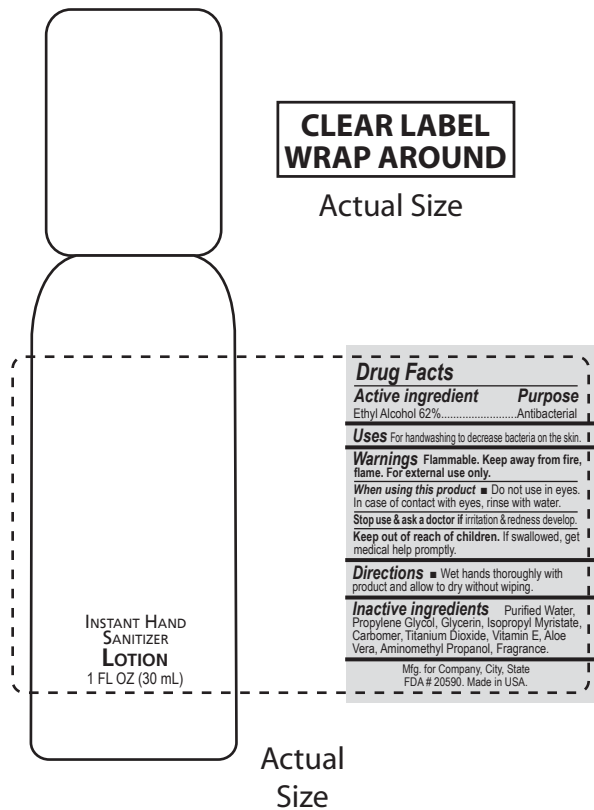 CLEAR LABEL
WRAP AROUND
Actual Size
Drug Facts
Active ingredient Purpose
Ethyl Alcohol 62%........................Antibacterial
Uses For handwashing to decrease bacteria on the skin.
Warnings Flammable. Keep away from fire,
flame. For external use only.
When using this product ■ Do not use in eyes.
In case of contact with eyes, rinse with water.
Stop use & ask a doctor if irritation & redness develop.
Keep out of reach of children. If swallowed, get
medical help promptly.
Directions ■ Wet hands thoroughly with
product and allow to dry without wiping.
Inactive ingredients Purified Water,
Propylene Glycol, Glycerin, Isopropyl Myristate,
Carbomer, Titanium Dioxide, Vitamin E, Aloe
Vera, Aminomethyl Propanol, Fragrance.
Mfg. for Company, City, State
FDA # 20590. Made in USA.
INSTANT HAND
SANITIZER
LOTION
1 FL OZ (30 mL)
Actual
Size